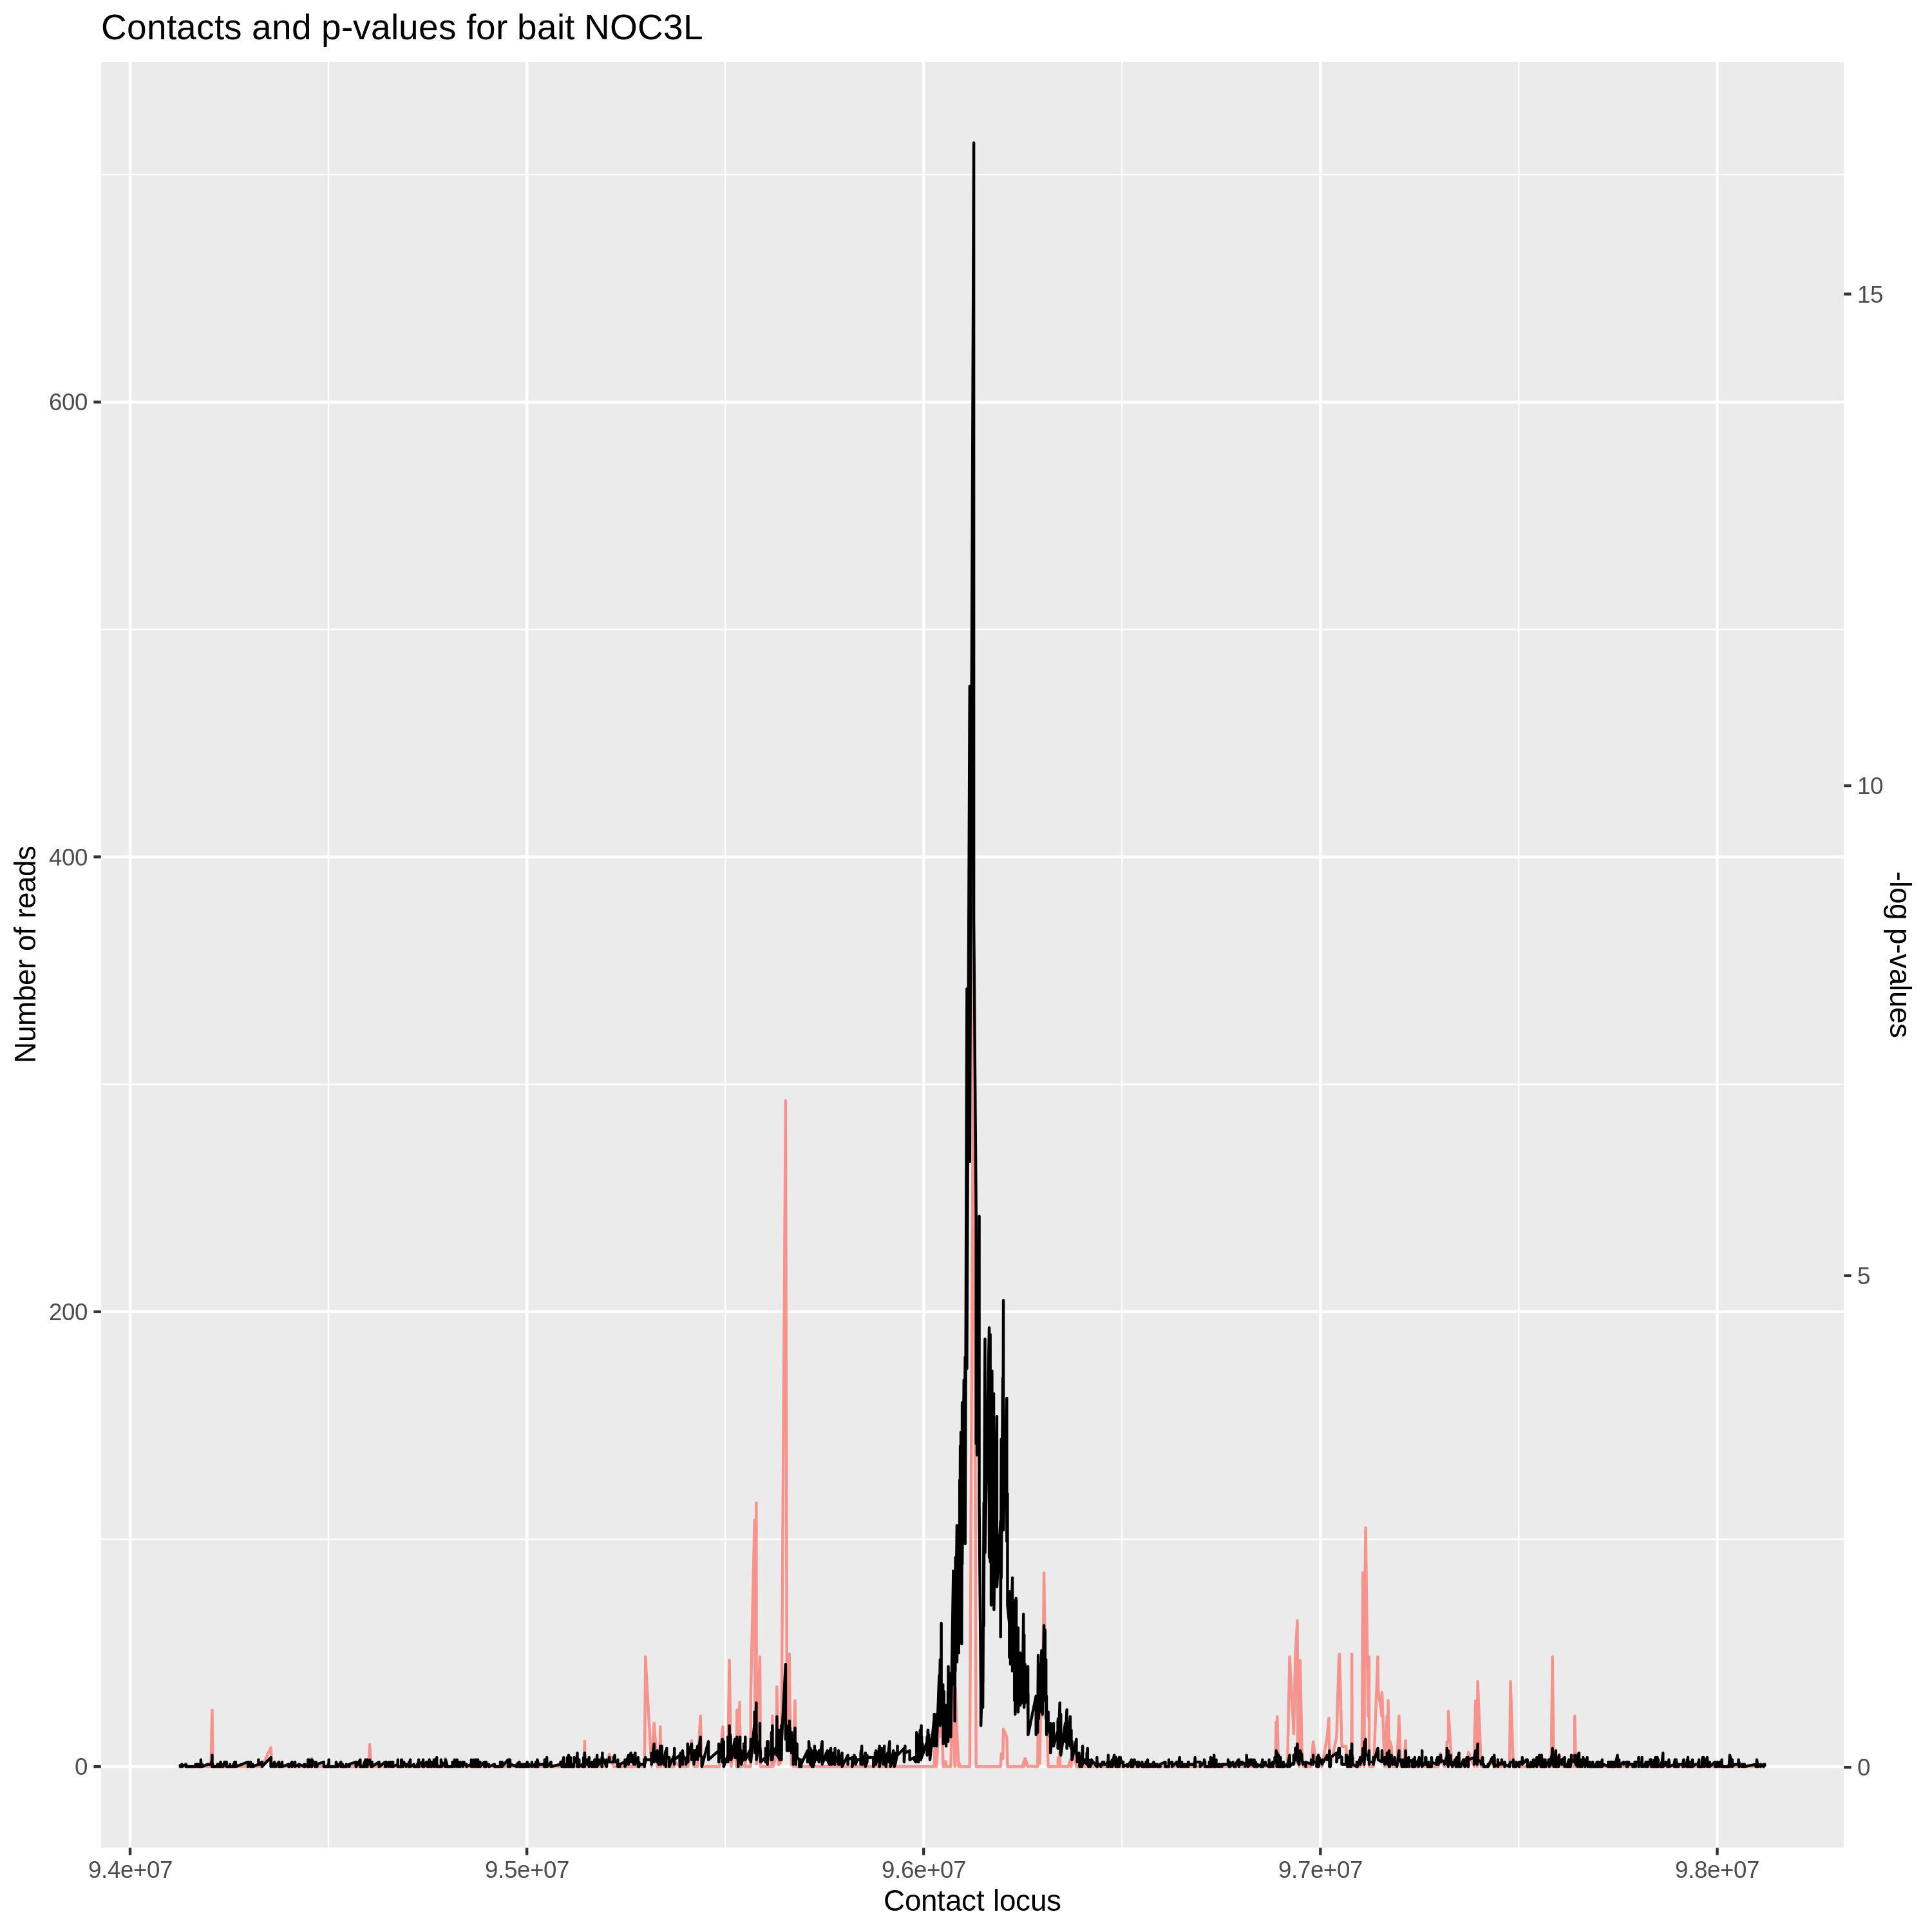 Contacts and p-values for bait NOC3L
15
600
10
400
Number of reads
-log p-values
5
200
0
0
9.4e+07
9.5e+07
9.6e+07
9.7e+07
9.8e+07
Contact locus